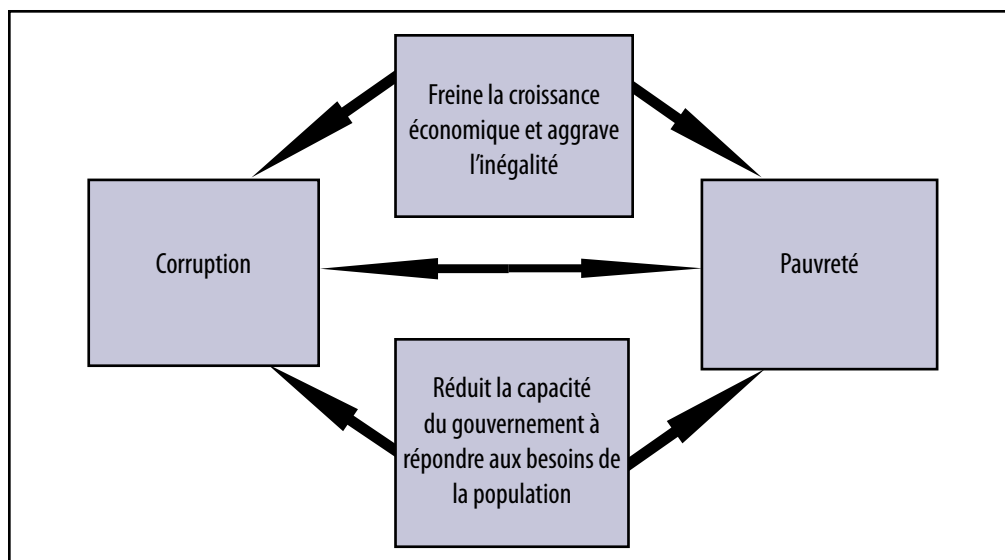 Freine la croissance
économique et aggrave
l'inégalité
Corruption
Pauvreté
Réduit la capacité
du gouvernement à
répondre aux besoins de
la population